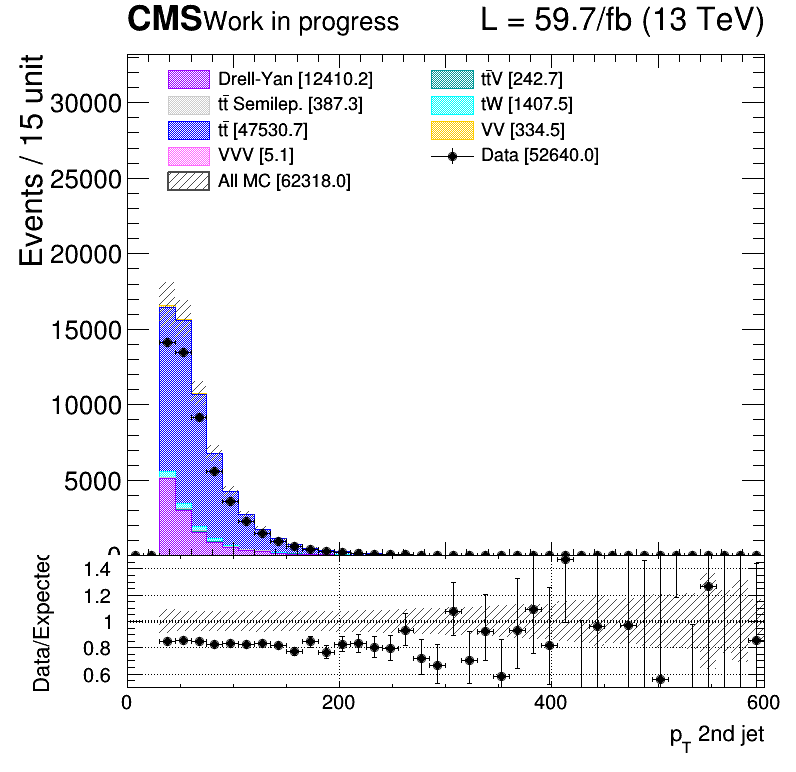 CMS Work in progress L = 59.7/fb (13 TeV)
Drell-Yan [12410.2]
tt̄ Semilep. [387.3]
tt̄ [47530.7]
VVV [5.1]
All MC [62318.0]
tt̄V [242.7]
tW [1407.5]
VV [334.5]
Data [52640.0]
Events / 15 unit
30000
25000
20000
15000
10000
5000
0
Data/Expected
1.4
1.2
1
0.8
0.6
0 200 400 600
p_T 2nd jet